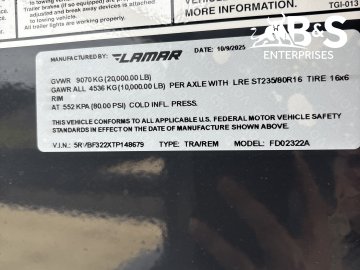 if so equipped) are
adjusted and break away devices is attached
to towing vehicle.
All trailer lights are working properly.
MORE INFORMATION.
TGI-013
B&S
ENTERPRISES
MANUFACTURED BY: LAMAR
DATE: 10/9/2025
GVWR 9070 KG (20,000.00 LB)
GAWR ALL 4536 KG (10,000.00 LB) PER AXLE WITH LRE ST235/80R16 TIRE 16x6
RIM
AT 552 KPA (80.00 PSI) COLD INFL. PRESS.
THIS VEHICLE CONFORMS TO ALL APPLICABLE U.S. FEDERAL MOTOR VEHICLE SAFETY
STANDARDS IN EFFECT ON THE DATE OF MANUFACTURE SHOWN ABOVE.
V.I.N.: TYPE: TRA/REM MODEL: FD02322A